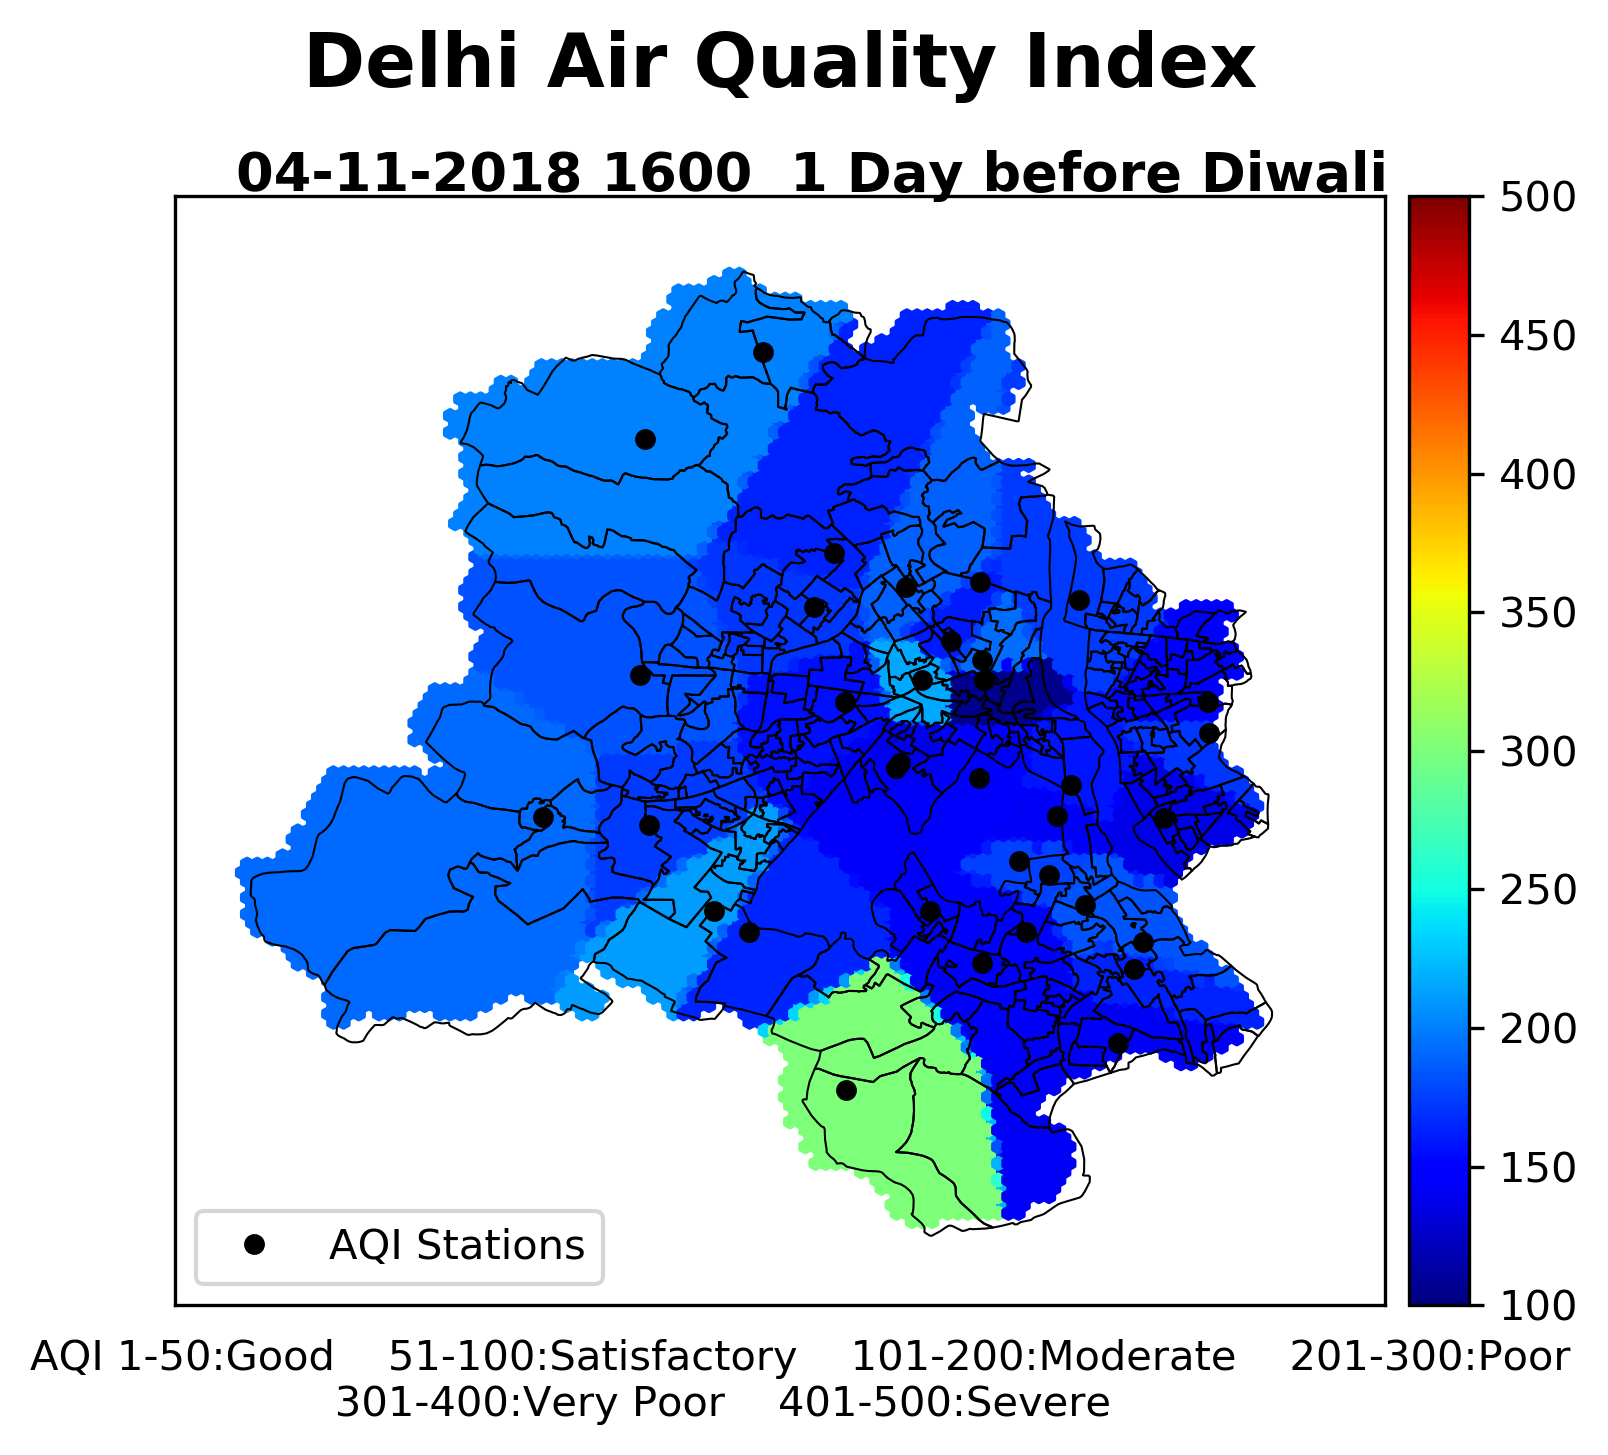 Delhi Air Quality Index
04-11-2018 1600  1 Day before Diwali
500
450
400
350
300
250
200
150
100
AQI Stations
AQI 1-50:Good    51-100:Satisfactory    101-200:Moderate    201-300:Poor
301-400:Very Poor    401-500:Severe